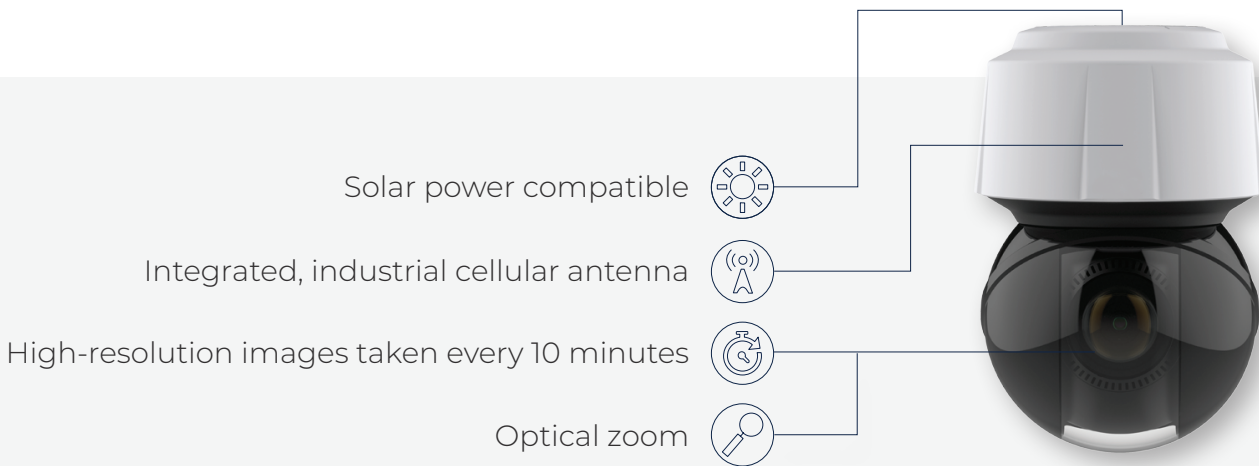 Solar power compatible
Integrated, industrial cellular antenna
High-resolution images taken every 10 minutes
Optical zoom